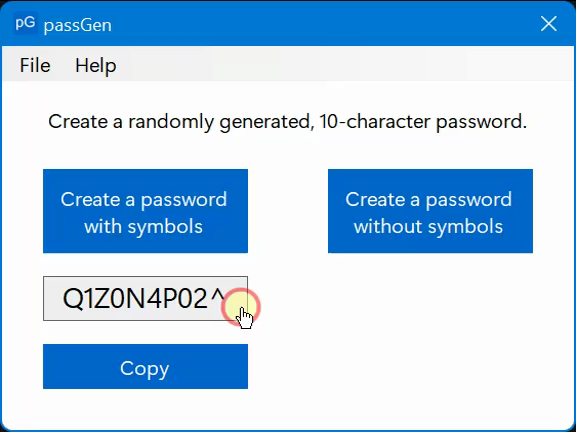 pG passGen
File Help
Create a randomly generated, 10-character password.
Create a password
with symbols
Create a password
without symbols
Q1Z0N4P02^
Copy